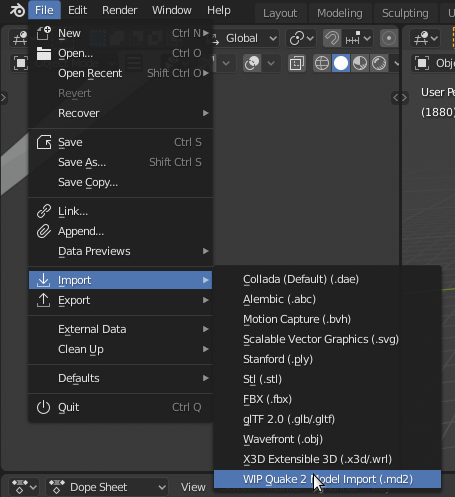 File Edit Render Window Help Layout Modeling Sculpting
New Ctrl N
Global
Open... Ctrl O
Open Recent Shift Ctrl O
Revert
Recover
Save Ctrl S
Save As... Shift Ctrl S
Save Copy...
Link...
Append...
Data Previews
Import
Export
External Data
Clean Up
Defaults
Quit Ctrl Q
Collada (Default) (.dae)
Alembic (.abc)
Motion Capture (.bvh)
Scalable Vector Graphics (.svg)
Stanford (.ply)
Stl (.stl)
FBX (.fbx)
glTF 2.0 (.glb/.gltf)
Wavefront (.obj)
X3D Extensible 3D (.x3d/.wrl)
WIP Quake 2 Model Import (.md2)
Obje
User Pe
(1880)
Dope Sheet View